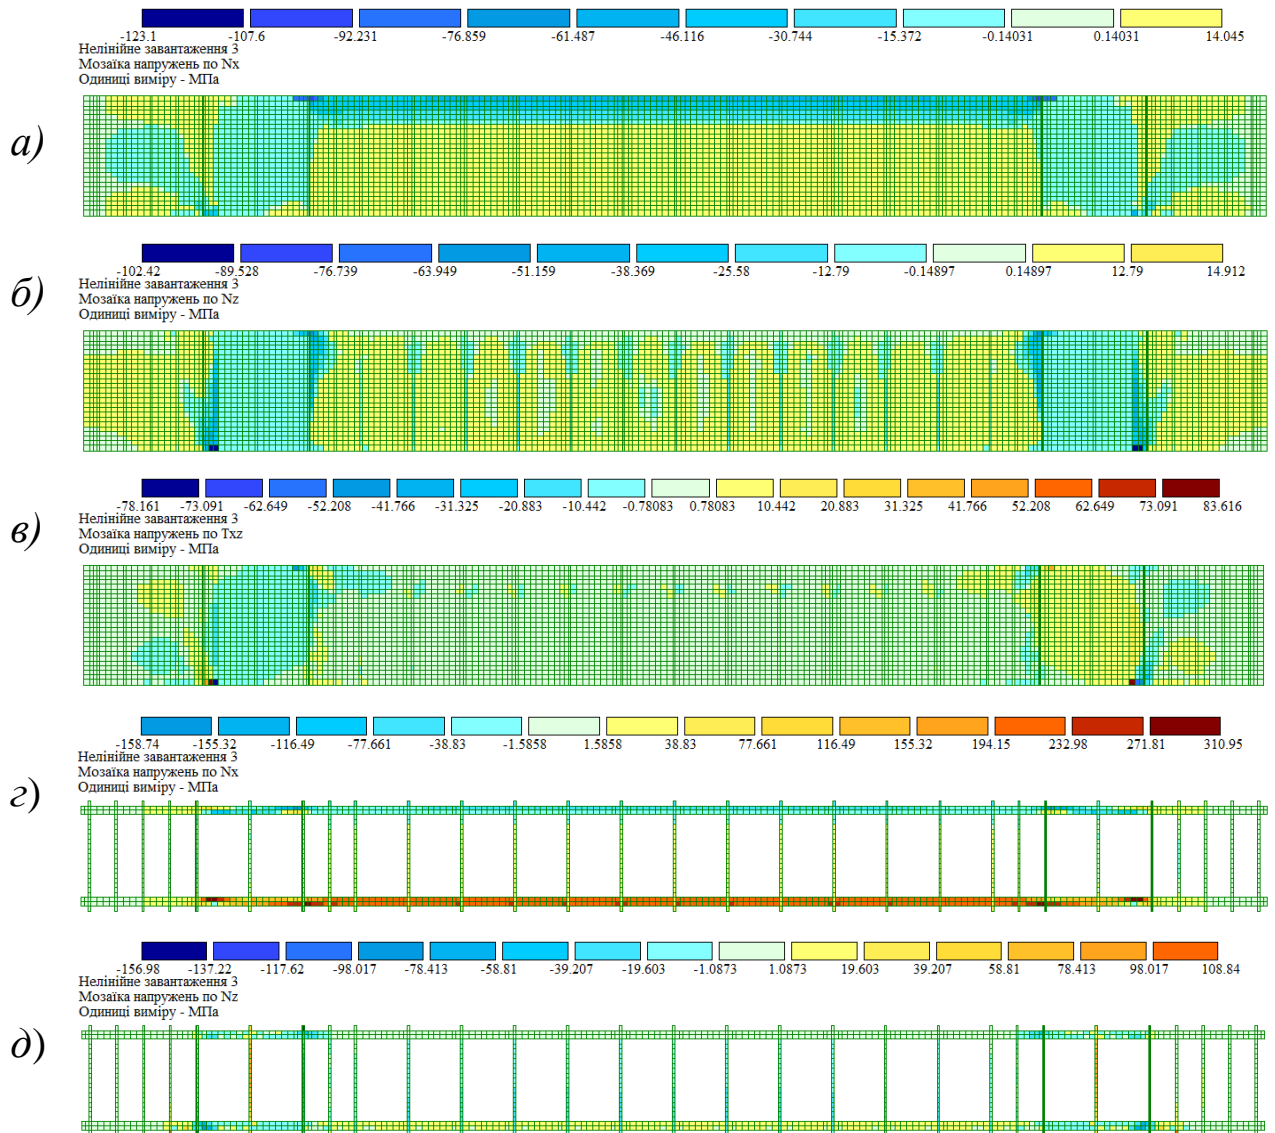 -123.1 -107.6 -92.231 -76.859 -61.487 -46.116 -30.744 -15.372 -0.14031 0.14031 14.045
Нелінійне завантаження 3
Мозаїка напружень по Nx
Одиниці виміру - МПа
а)
-102.42 -89.528 -76.739 -63.949 -51.159 -38.369 -25.58 -12.79 -0.14897 0.14897 12.79 14.912
Нелінійне завантаження 3
Мозаїка напружень по Nz
Одиниці виміру - МПа
б)
-78.161 -73.091 -62.649 -52.208 -41.766 -31.325 -20.883 -10.442 -0.78083 0.78083 10.442 20.883 31.325 41.766 52.208 62.649 73.091 83.616
Нелінійне завантаження 3
Мозаїка напружень по Txz
Одиниці виміру - МПа
в)
-158.74 -155.32 -116.49 -77.661 -38.83 -1.5858 1.5858 38.83 77.661 116.49 155.32 194.15 232.98 271.81 310.95
Нелінійне завантаження 3
Мозаїка напружень по Nx
Одиниці виміру - МПа
г)
-156.98 -137.22 -117.62 -98.017 -78.413 -58.81 -39.207 -19.603 -1.0873 1.0873 19.603 39.207 58.81 78.413 98.017 108.84
Нелінійне завантаження 3
Мозаїка напружень по Nz
Одиниці виміру - МПа
д)